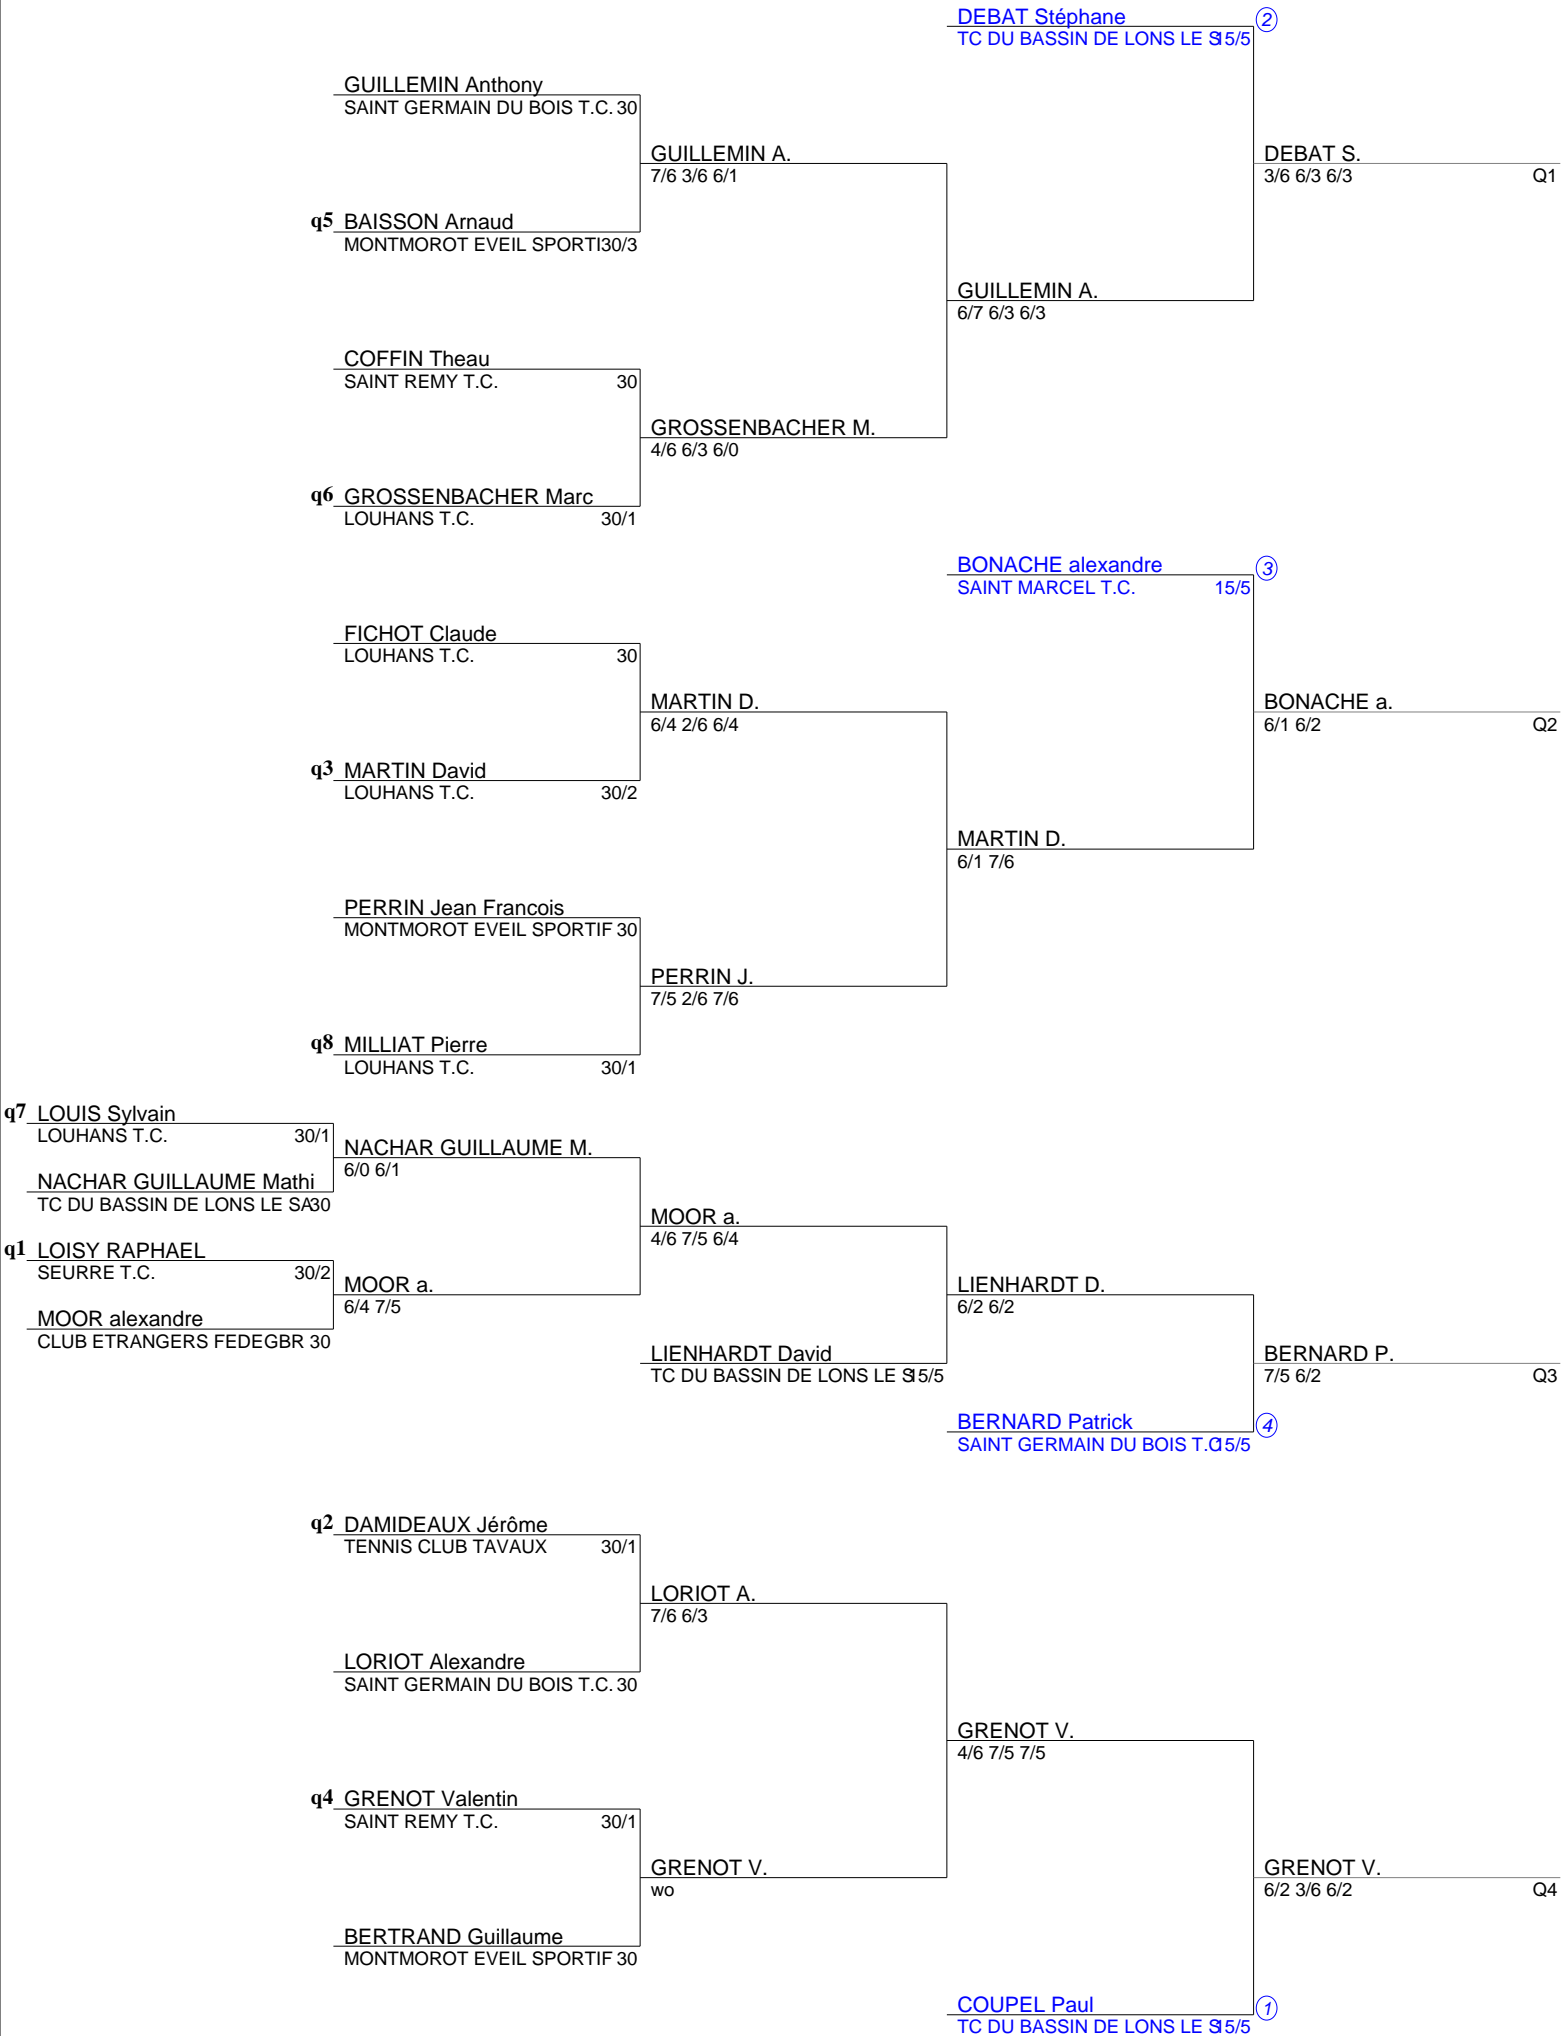 DEBAT Stéphane 2
TC DU BASSIN DE LONS LE S 15/5
GUILLEMIN Anthony
SAINT GERMAIN DU BOIS T.C. 30
GUILLEMIN A.
7/6 3/6 6/1
DEBAT S.
3/6 6/3 6/3 Q1
q5 BAISSON Arnaud
MONTMOROT EVEIL SPORTI 30/3
GUILLEMIN A.
6/7 6/3 6/3
COFFIN Theau
SAINT REMY T.C. 30
GROSSENBACHER M.
4/6 6/3 6/0
q6 GROSSENBACHER Marc
LOUHANS T.C. 30/1
BONACHE alexandre 3
SAINT MARCEL T.C. 15/5
FICHOT Claude
LOUHANS T.C. 30
MARTIN D.
6/4 2/6 6/4
BONACHE a.
6/1 6/2 Q2
q3 MARTIN David
LOUHANS T.C. 30/2
MARTIN D.
6/1 7/6
PERRIN Jean Francois
MONTMOROT EVEIL SPORTIF 30
PERRIN J.
7/5 2/6 7/6
q8 MILLIAT Pierre
LOUHANS T.C. 30/1
q7 LOUIS Sylvain
LOUHANS T.C. 30/1
NACHAR GUILLAUME M.
6/0 6/1
NACHAR GUILLAUME Mathi
TC DU BASSIN DE LONS LE SA 30
MOOR a.
4/6 7/5 6/4
q1 LOISY RAPHAEL
SEURRE T.C. 30/2
MOOR a.
6/4 7/5
LIENHARDT D.
6/2 6/2
MOOR alexandre
CLUB ETRANGERS FEDEGBR 30
LIENHARDT David
TC DU BASSIN DE LONS LE S 15/5
BERNARD P.
7/5 6/2 Q3
BERNARD Patrick 4
SAINT GERMAIN DU BOIS T.C 15/5
q2 DAMIDEAUX Jérôme
TENNIS CLUB TAVAUX 30/1
LORIOT A.
7/6 6/3
LORIOT Alexandre
SAINT GERMAIN DU BOIS T.C. 30
GRENOT V.
4/6 7/5 7/5
q4 GRENOT Valentin
SAINT REMY T.C. 30/1
GRENOT V.
wo
GRENOT V.
6/2 3/6 6/2 Q4
BERTRAND Guillaume
MONTMOROT EVEIL SPORTIF 30
COUPEL Paul 1
TC DU BASSIN DE LONS LE S 15/5